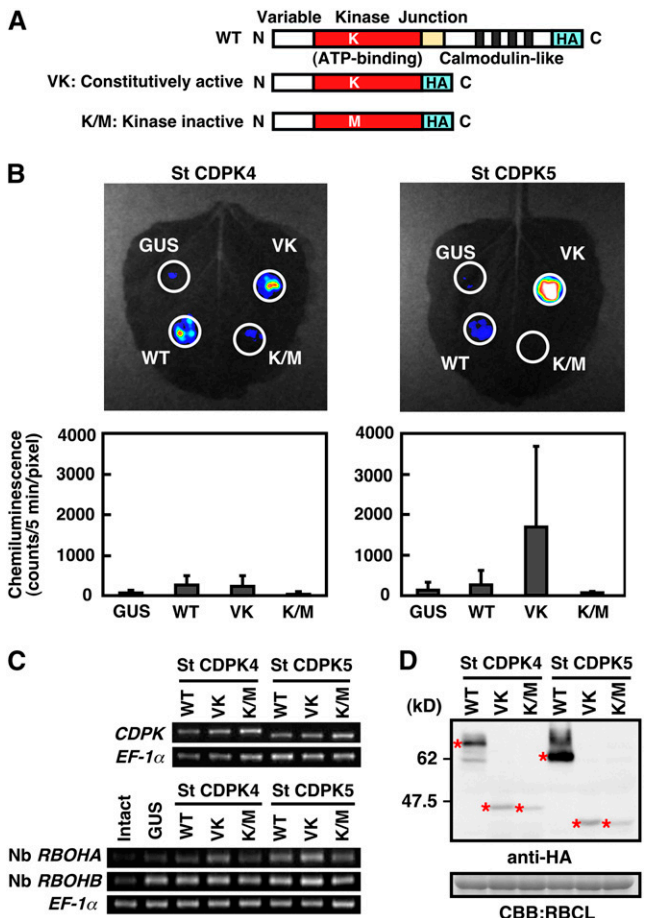 A
Variable Kinase Junction
WT N K HA C
(ATP-binding) Calmodulin-like
VK: Constitutively active N K HA C
K/M: Kinase inactive N M HA C
B
St CDPK4 St CDPK5
GUS VK GUS VK
WT K/M WT K/M
Chemiluminescence
(counts/5 min/pixel)
4000 4000
3000 3000
2000 2000
1000 1000
0 0
GUS WT VK K/M GUS WT VK K/M
C
St CDPK4 St CDPK5
WT VK K/M WT VK K/M
CDPK
EF-1α
St CDPK4 St CDPK5
Intact GUS WT VK K/M WT VK K/M
Nb RBOHA
Nb RBOHB
EF-1α
D
St CDPK4 St CDPK5
(kD) WT VK K/M WT VK K/M
* *
62
47.5
* * * *
anti-HA
CBB:RBCL